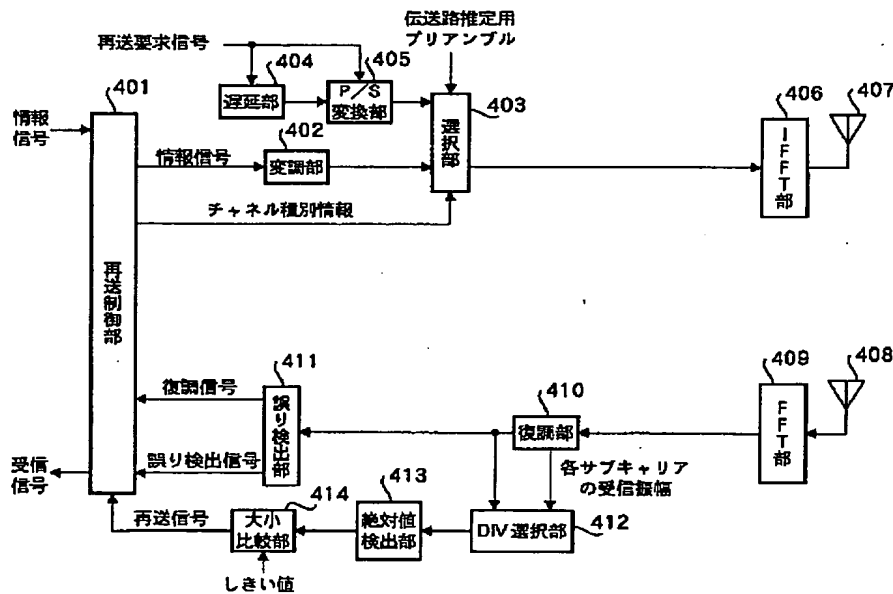 伝送路推定用
プリアンブル
再送要求信号
404
405
P/S
変換部
遅延部
403
選択部
401
情報
信号
402
情報信号
変調部
チャネル種別情報
406
IFFT部
407
再送制御部
411
復調信号
誤り検出部
誤り検出信号
410
復調部
409
FFT部
408
受信
信号
各サブキャリア
の受信振幅
414
413
再送信号
大小
比較部
絶対値
検出部
DIV選択部
412
しきい値